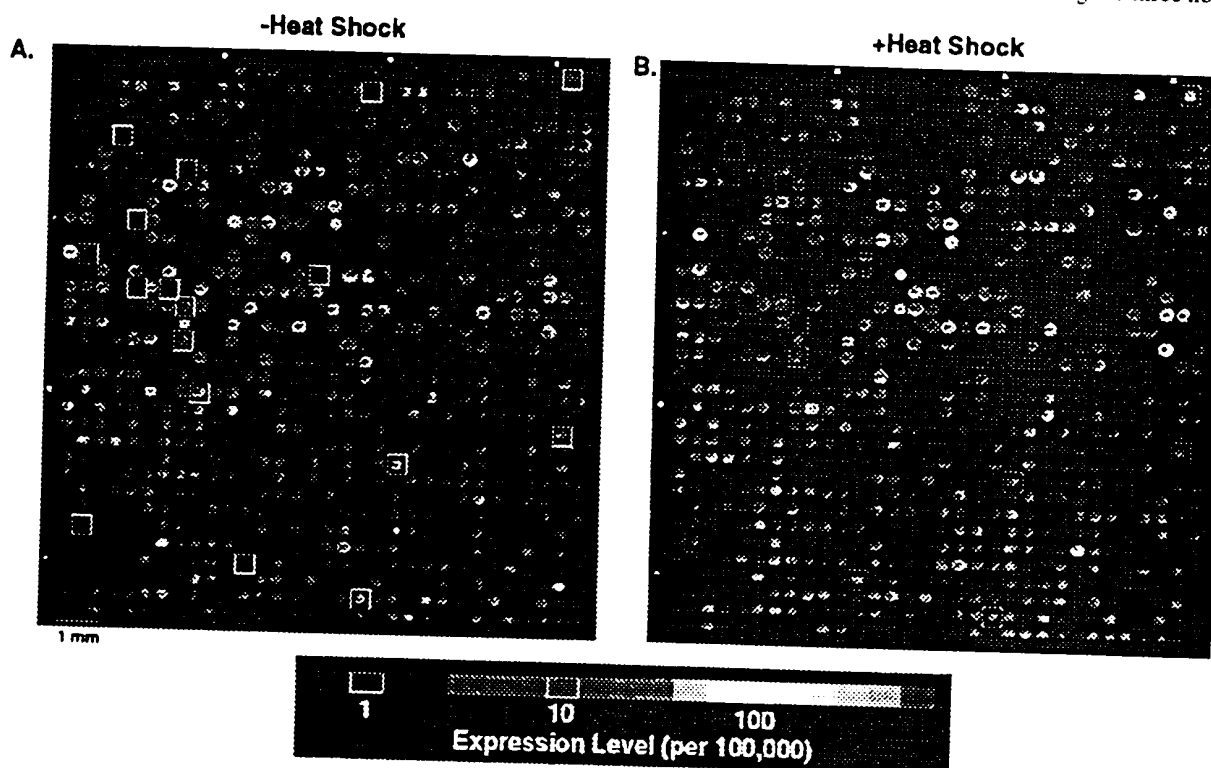 -Heat Shock
+Heat Shock
A.
B.
1 mm
1 10 100
Expression Level (per 100,000)